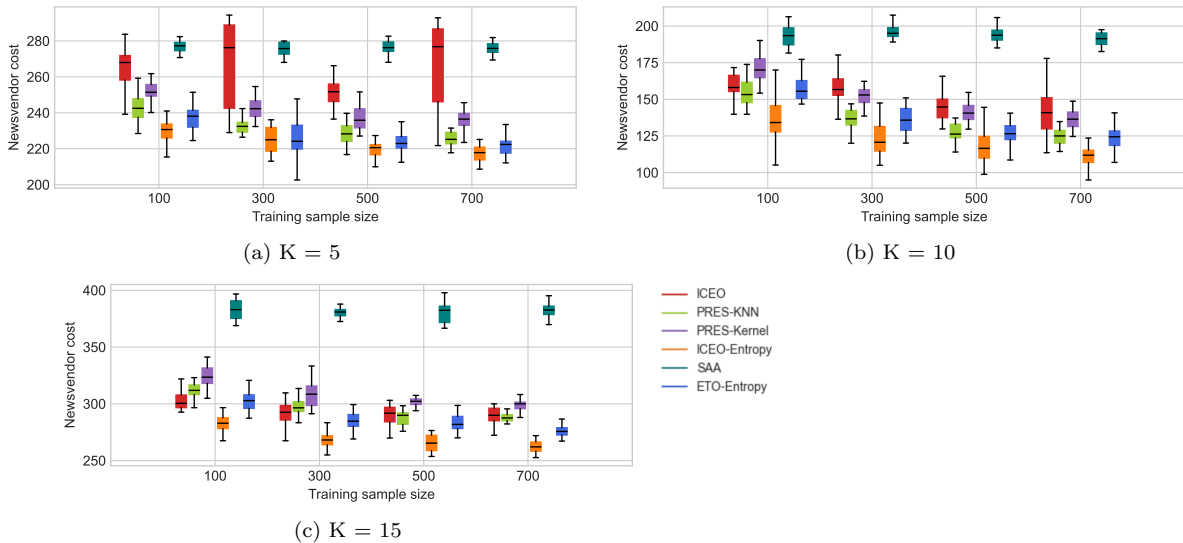 Newsvendor cost
280
260
240
220
200
100
300
500
700
Training sample size
(a) K = 5
Newsvendor cost
200
175
150
125
100
100
300
500
700
Training sample size
(b) K = 10
Newsvendor cost
400
350
300
250
100
300
500
700
Training sample size
(c) K = 15
ICEO
PRES-KNN
PRES-Kernel
ICEO-Entropy
SAA
ETO-Entropy